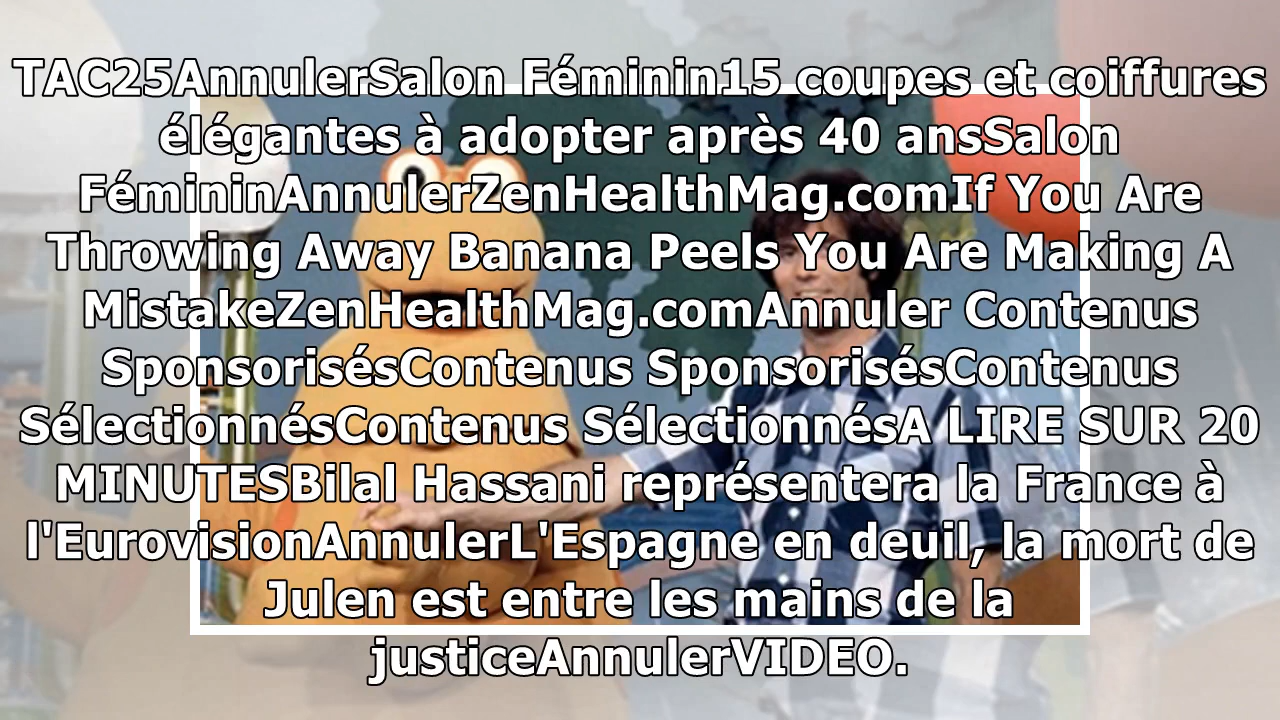 TAC25AnnulerSalon Féminin15 coupes et coiffures
élégantes à adopter après 40 ansSalon
FémininAnnulerZenHealthMag.comIf You Are
Throwing Away Banana Peels You Are Making A
MistakeZenHealthMag.comAnnuler Contenus
SponsorisésContenus SponsorisésContenus
SélectionnésContenus SélectionnésA LIRE SUR 20
MINUTESBilal Hassani représentera la France à
l'EurovisionAnnulerL'Espagne en deuil, la mort de
Julen est entre les mains de la
justiceAnnulerVIDEO.